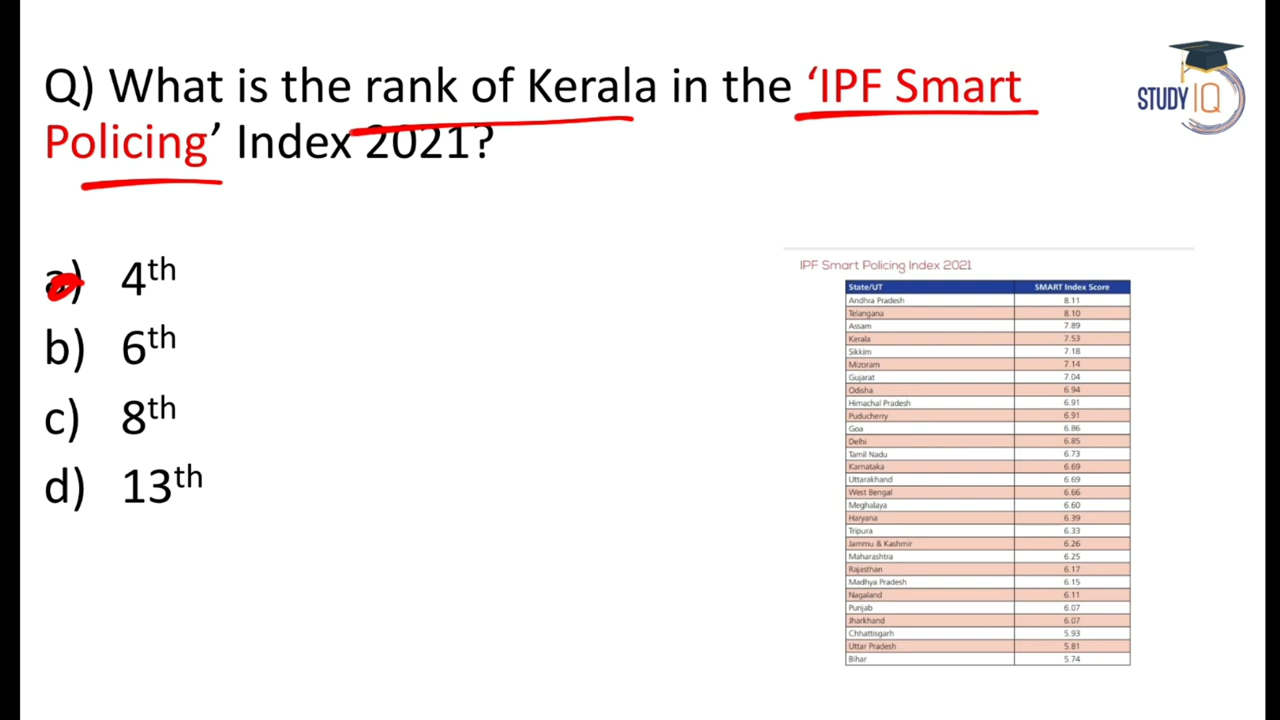 Q) What is the rank of Kerala in the ‘IPF Smart
Policing’ Index 2021?
STUDY IQ
a) 4th
b) 6th
c) 8th
d) 13th
IPF Smart Policing Index 2021
State/UT SMART Index Score
Andhra Pradesh 8.11
Telangana 8.10
Assam 7.89
Kerala 7.53
Sikkim 7.18
Mizoram 7.14
Gujarat 7.04
Odisha 6.94
Himachal Pradesh 6.91
Puducherry 6.91
Goa 6.86
Delhi 6.85
Tamil Nadu 6.73
Karnataka 6.69
Uttarakhand 6.69
West Bengal 6.66
Meghalaya 6.60
Haryana 6.39
Tripura 6.33
Jammu & Kashmir 6.26
Maharashtra 6.25
Rajasthan 6.17
Madhya Pradesh 6.15
Nagaland 6.11
Punjab 6.07
Jharkhand 6.07
Chhattisgarh 5.93
Uttar Pradesh 5.81
Bihar 5.74